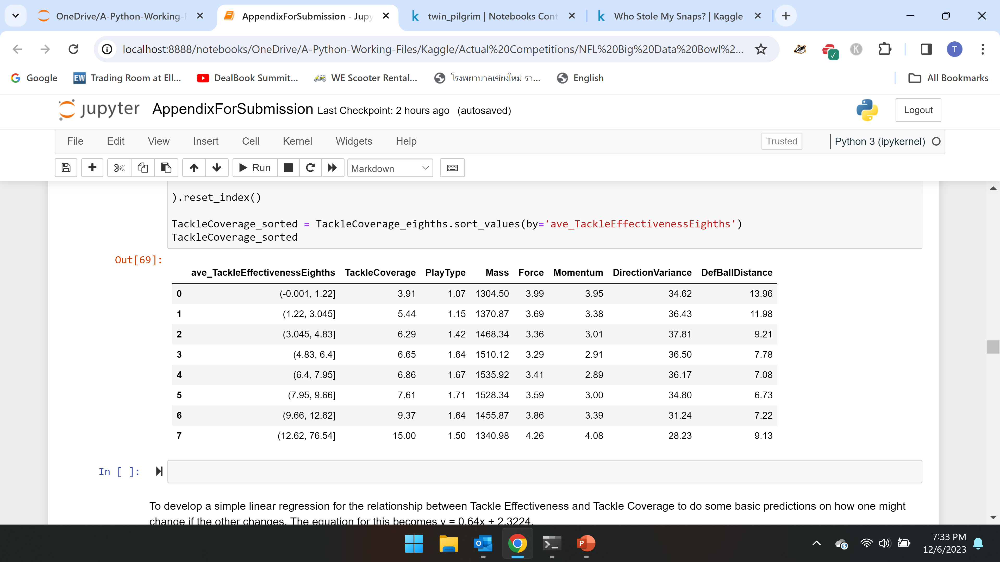 OneDrive/A-Python-Working-F
AppendixForSubmission - Jupy
twin_pilgrim | Notebooks Cont
Who Stole My Snaps? | Kaggle
localhost:8888/notebooks/OneDrive/A-Python-Working-Files/Kaggle/Actual%20Competitions/NFL%20Big%20Data%20Bowl%2...
K
T
Google
EW Trading Room at Ell...
DealBook Summit...
WE Scooter Rental...
โรงพยาบาลเชียงใหม่ รา...
English
All Bookmarks
jupyter AppendixForSubmission Last Checkpoint: 2 hours ago (autosaved)
Logout
File Edit View Insert Cell Kernel Widgets Help
Trusted
Python 3 (ipykernel)
Run
Markdown
).reset_index()
TackleCoverage_sorted = TackleCoverage_eighths.sort_values(by='ave_TackleEffectivenessEighths')
TackleCoverage_sorted
Out[69]:
ave_TackleEffectivenessEighths TackleCoverage PlayType Mass Force Momentum DirectionVariance DefBallDistance
0 (-0.001, 1.22] 3.91 1.07 1304.50 3.99 3.95 34.62 13.96
1 (1.22, 3.045] 5.44 1.15 1370.87 3.69 3.38 36.43 11.98
2 (3.045, 4.83] 6.29 1.42 1468.34 3.36 3.01 37.81 9.21
3 (4.83, 6.4] 6.65 1.64 1510.12 3.29 2.91 36.50 7.78
4 (6.4, 7.95] 6.86 1.67 1535.92 3.41 2.89 36.17 7.08
5 (7.95, 9.66] 7.61 1.71 1528.34 3.59 3.00 34.80 6.73
6 (9.66, 12.62] 9.37 1.64 1455.87 3.86 3.39 31.24 7.22
7 (12.62, 76.54] 15.00 1.50 1340.98 4.26 4.08 28.23 9.13
In [ ]:
To develop a simple linear regression for the relationship between Tackle Effectiveness and Tackle Coverage to do some basic predictions on how one might
change if the other changes. The equation for this becomes y = 0.64x + 2.3224.
7:33 PM
12/6/2023